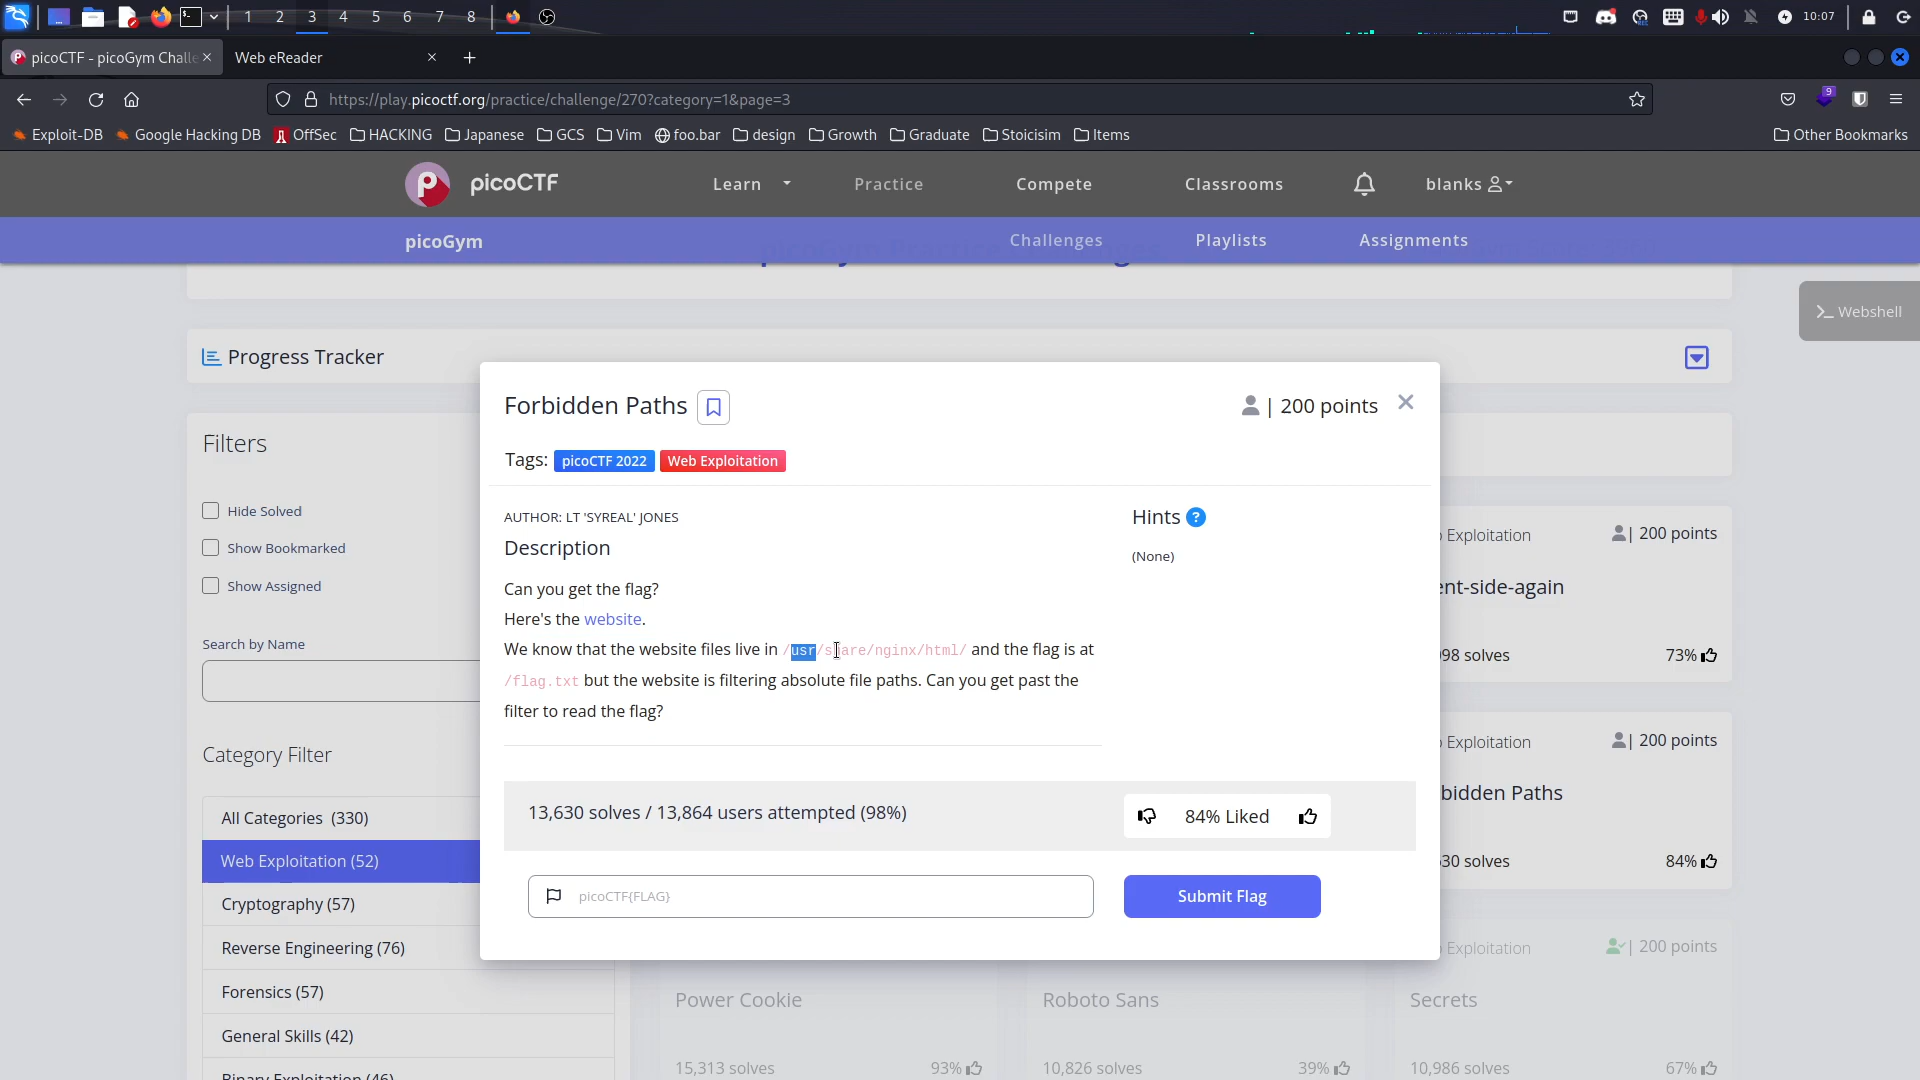 1 2 3 4 5 6 7 8 10:07
picoCTF - picoGym Challe Web eReader
https://play.picoctf.org/practice/challenge/270?category=1&page=3 9
Exploit-DB Google Hacking DB OffSec HACKING Japanese GCS Vim foo.bar design Growth Graduate Stoicisim Items Other Bookmarks
picoCTF Learn Practice Compete Classrooms blanks
picoGym Challenges Playlists Assignments
>_ Webshell
Progress Tracker
Filters
Hide Solved
Show Bookmarked
Show Assigned
Search by Name
Category Filter
All Categories (330)
Web Exploitation (52)
Cryptography (57)
Reverse Engineering (76)
Forensics (57)
General Skills (42)
Binary Exploitation (46)
Forbidden Paths | 200 points
Tags: picoCTF 2022 Web Exploitation
AUTHOR: LT 'SYREAL' JONES
Description
Can you get the flag?
Here's the website.
We know that the website files live in /usr/share/nginx/html/ and the flag is at
/flag.txt but the website is filtering absolute file paths. Can you get past the
filter to read the flag?
Hints ?
(None)
13,630 solves / 13,864 users attempted (98%)
84% Liked
picoCTF{FLAG}
Submit Flag
Exploitation | 200 points
ent-side-again
98 solves 73%
Exploitation | 200 points
bidden Paths
30 solves 84%
Exploitation | 200 points
Power Cookie Roboto Sans Secrets
15,313 solves 93% 10,826 solves 39% 10,986 solves 67%